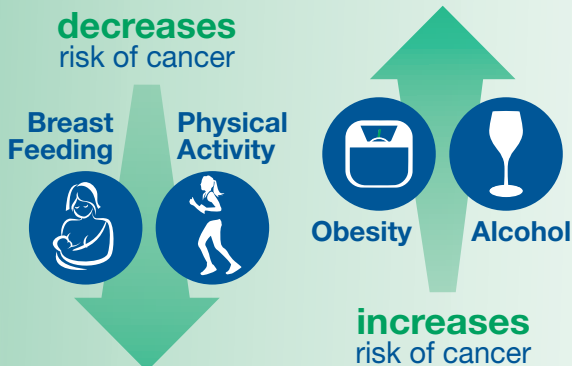 decreases
risk of cancer
Breast
Feeding
Physical
Activity
Obesity
Alcohol
increases
risk of cancer